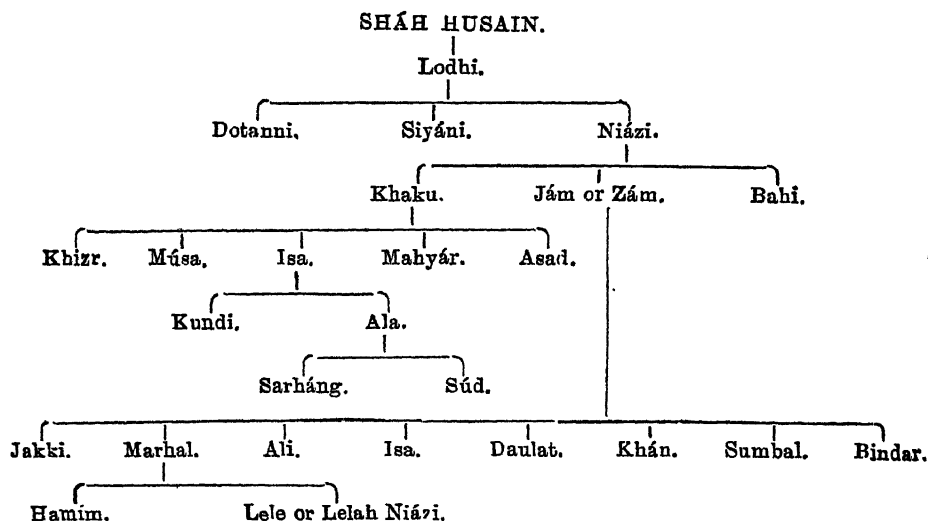 SHÁH HUSAIN.
Lodhi.
Dotanni. Siyáni. Niázi.
Khaku. Jám or Zám. Bahi.
Khizr. Músa. Isa. Mahyár. Asad.
Kundi. Ala.
Sarháng. Súd.
Jakki. Marhal. Ali. Isa. Daulat. Khán. Sumbal. Bindar.
Hamim. Lele or Lelah Niázi.